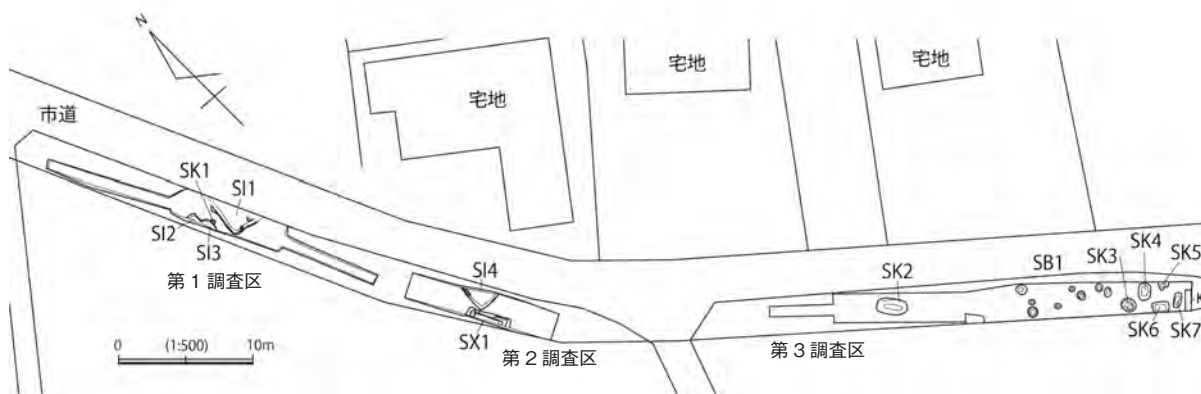 N
市道
宅地
宅地
宅地
SK1
SI1
SI2
SI3
第1調査区
SI4
SX1
第2調査区
SK2
SB1
SK3
SK4
SK5
SK6
SK7
K
第3調査区
0 (1:500) 10m